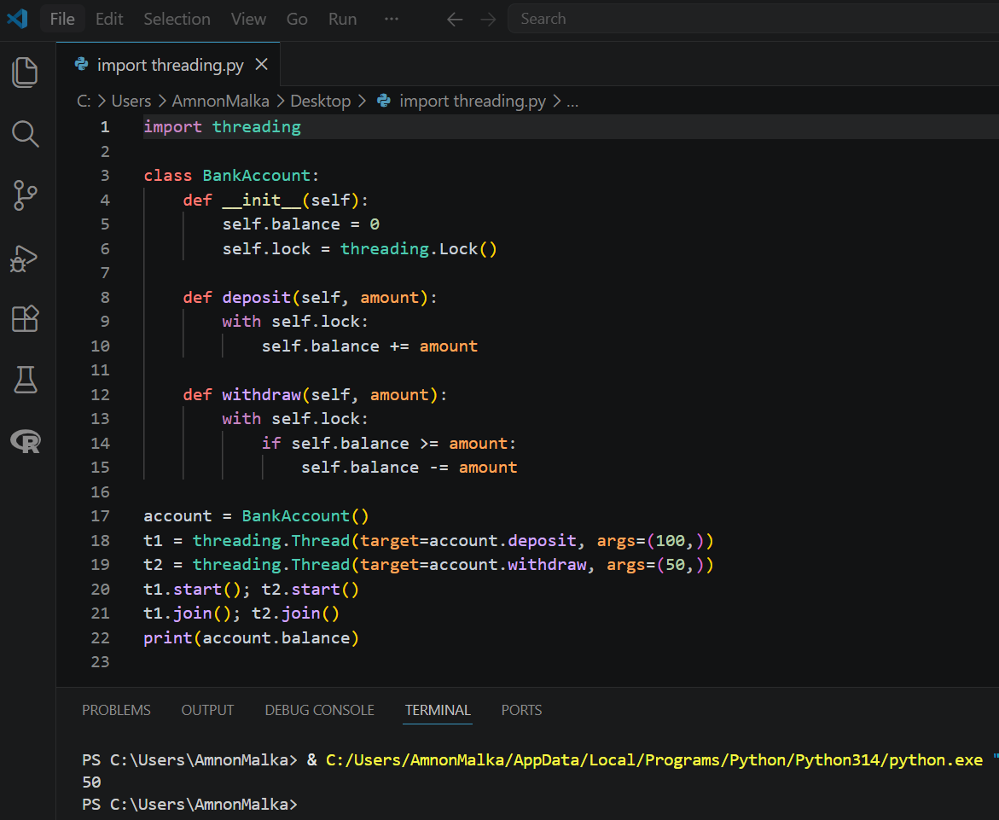 File Edit Selection View Go Run ··· ← → Search
import threading.py ×
C: > Users > AmnonMalka > Desktop > import threading.py > ...
1 import threading
2
3 class BankAccount:
4     def __init__(self):
5         self.balance = 0
6         self.lock = threading.Lock()
7
8     def deposit(self, amount):
9         with self.lock:
10             self.balance += amount
11
12     def withdraw(self, amount):
13         with self.lock:
14             if self.balance >= amount:
15                 self.balance -= amount
16
17 account = BankAccount()
18 t1 = threading.Thread(target=account.deposit, args=(100,))
19 t2 = threading.Thread(target=account.withdraw, args=(50,))
20 t1.start(); t2.start()
21 t1.join(); t2.join()
22 print(account.balance)
23
PROBLEMS OUTPUT DEBUG CONSOLE TERMINAL PORTS
PS C:\Users\AmnonMalka> & C:/Users/AmnonMalka/AppData/Local/Programs/Python/Python314/python.exe "
50
PS C:\Users\AmnonMalka>